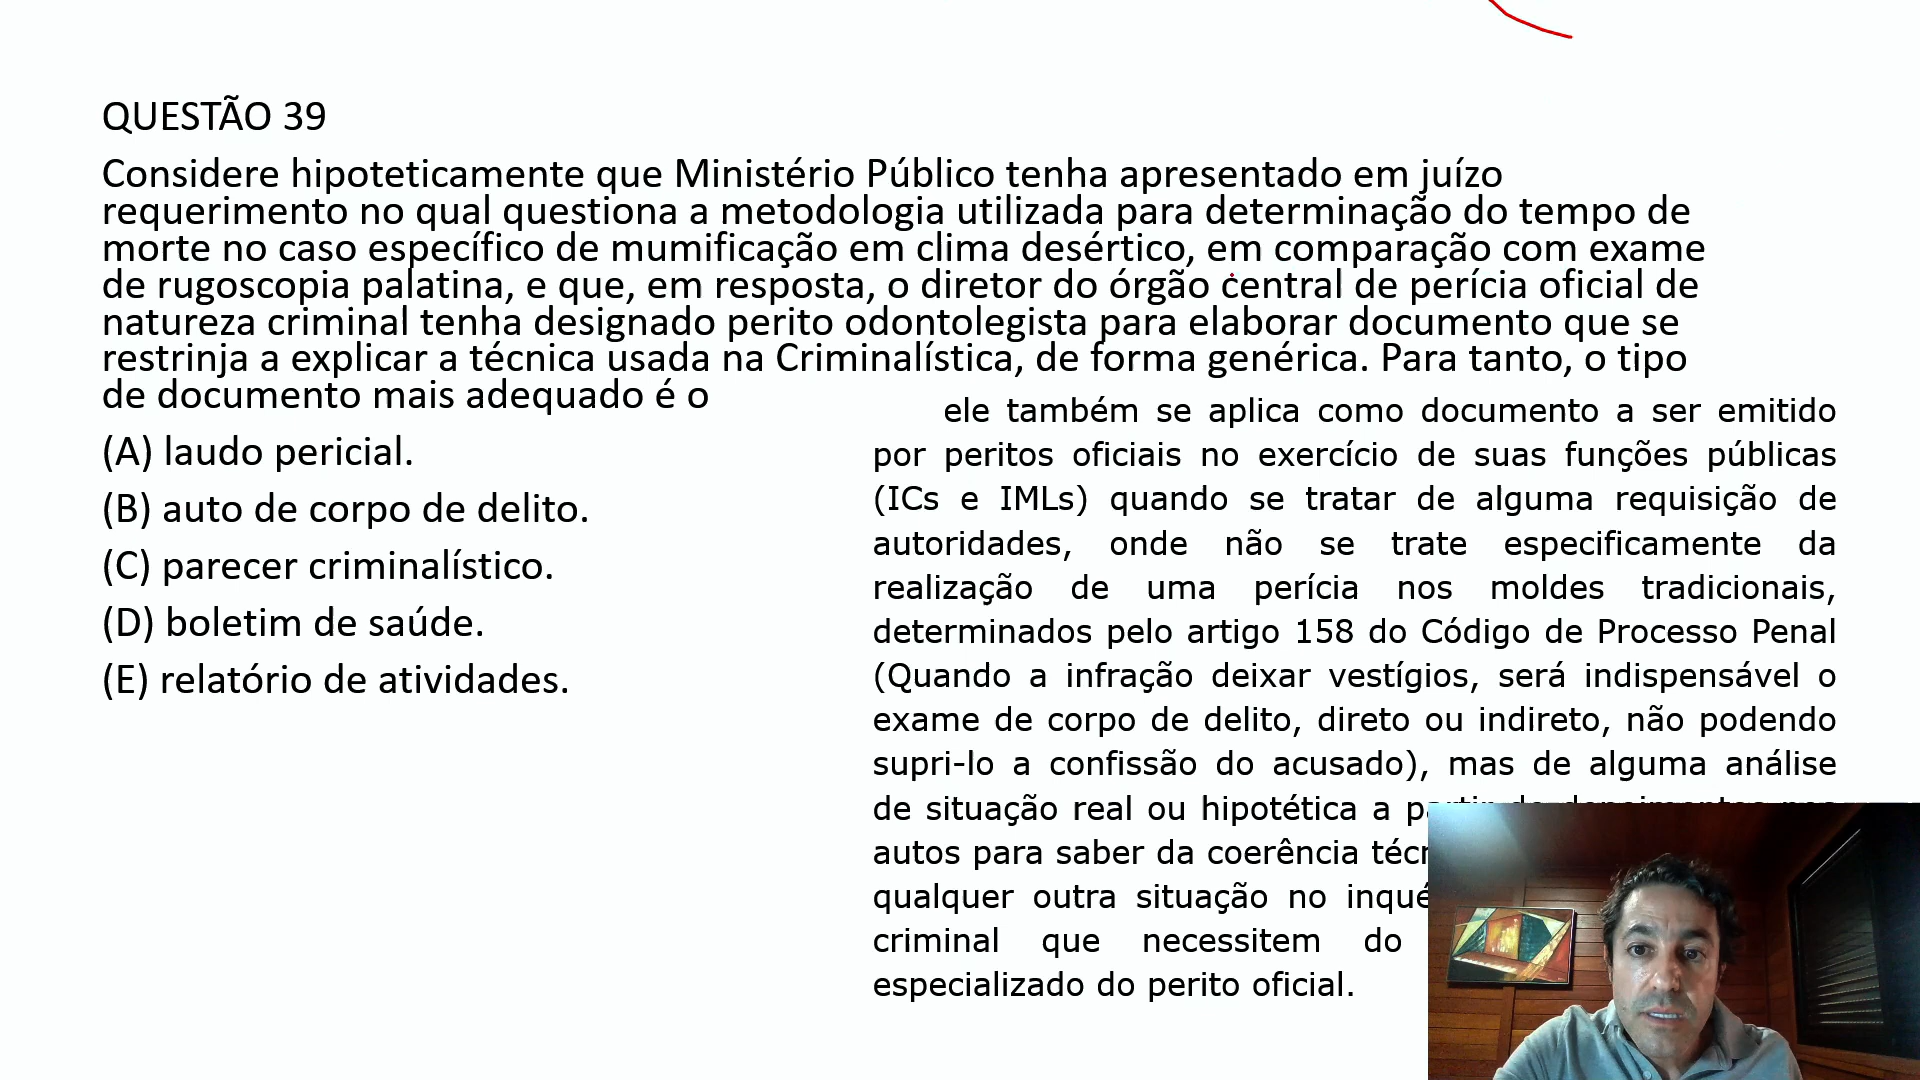 QUESTÃO 39
Considere hipoteticamente que Ministério Público tenha apresentado em juízo
requerimento no qual questiona a metodologia utilizada para determinação do tempo de
morte no caso específico de mumificação em clima desértico, em comparação com exame
de rugoscopia palatina, e que, em resposta, o diretor do órgão central de perícia oficial de
natureza criminal tenha designado perito odontolegista para elaborar documento que se
restrinja a explicar a técnica usada na Criminalística, de forma genérica. Para tanto, o tipo
de documento mais adequado é o
(A) laudo pericial.
(B) auto de corpo de delito.
(C) parecer criminalístico.
(D) boletim de saúde.
(E) relatório de atividades.
ele também se aplica como documento a ser emitido
por peritos oficiais no exercício de suas funções públicas
(ICs e IMLs) quando se tratar de alguma requisição de
autoridades, onde não se trate especificamente da
realização de uma perícia nos moldes tradicionais,
determinados pelo artigo 158 do Código de Processo Penal
(Quando a infração deixar vestígios, será indispensável o
exame de corpo de delito, direto ou indireto, não podendo
supri-lo a confissão do acusado), mas de alguma análise
de situação real ou hipotética a
autos para saber da coerência
qualquer outra situação no
criminal que necessitem do
especializado do perito oficial.